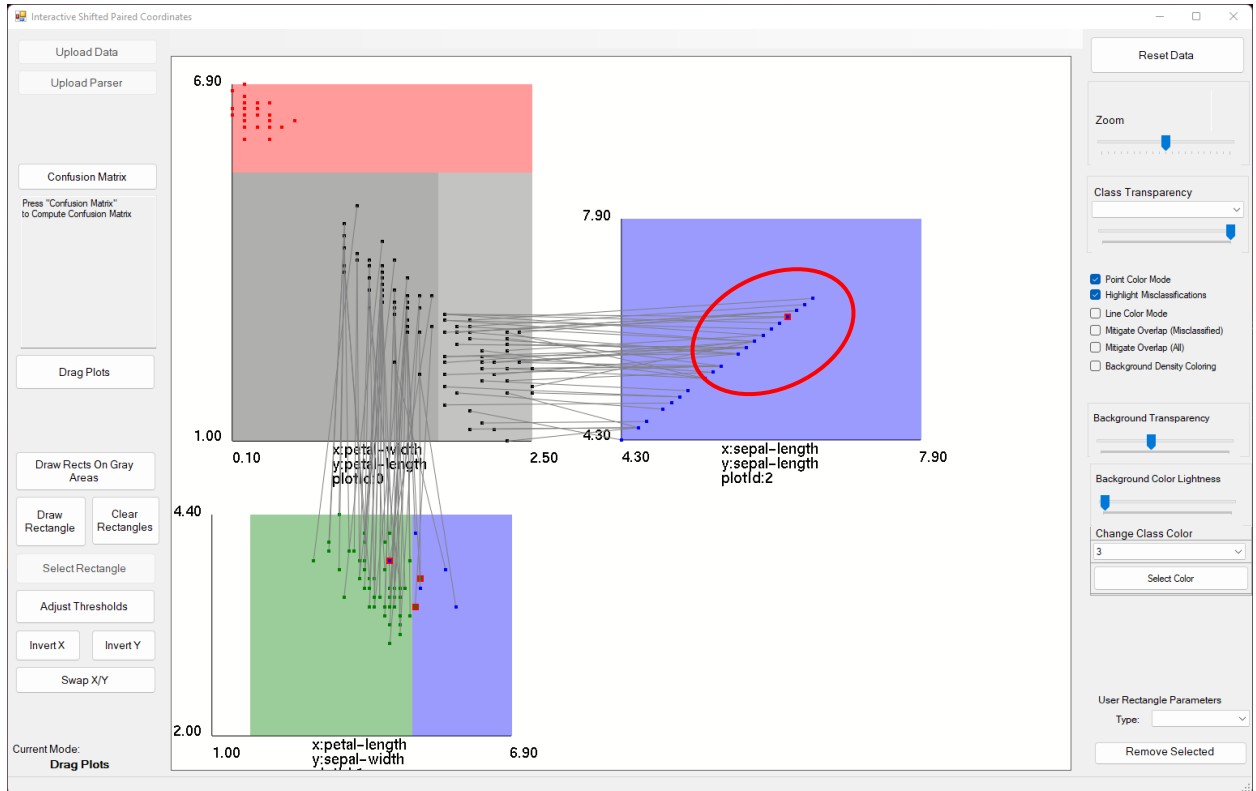 Interactive Shifted Paired Coordinates
Upload Data
Upload Parser
Confusion Matrix
Press "Confusion Matrix"
to Compute Confusion Matrix
Drag Plots
Draw Rects On Gray
Areas
Draw
Rectangle
Clear
Rectangles
Select Rectangle
Adjust Thresholds
Invert X
Invert Y
Swap X/Y
Current Mode:
Drag Plots
6.90
1.00
0.10
x:petal-width
y:petal-length
plotId:0
2.50
7.90
4.30
4.30
x:sepal-length
y:sepal-length
plotId:2
7.90
4.40
2.00
1.00
x:petal-length
y:sepal-width
plotId:1
6.90
Reset Data
Zoom
Class Transparency
Point Color Mode
Highlight Misclassifications
Line Color Mode
Mitigate Overlap (Misclassified)
Mitigate Overlap (All)
Background Density Coloring
Background Transparency
Background Color Lightness
Change Class Color
3
Select Color
User Rectangle Parameters
Type:
Remove Selected